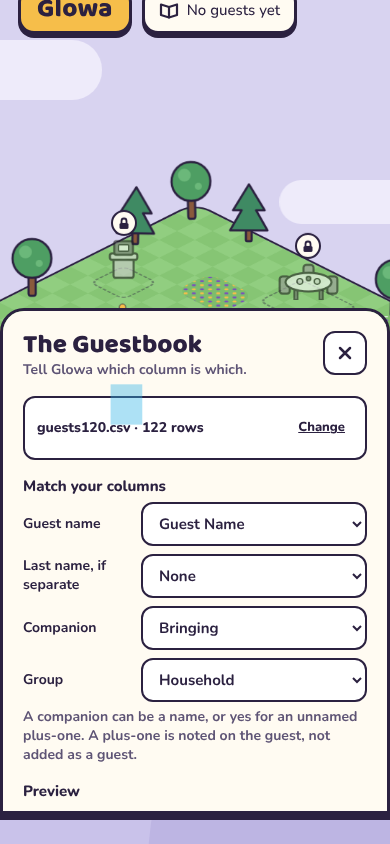 Glowa
No guests yet
The Guestbook
Tell Glowa which column is which.
guests120.csv · 122 rows
Change
Match your columns
Guest name
Guest Name
Last name, if
separate
None
Companion
Bringing
Group
Household
A companion can be a name, or yes for an unnamed
plus-one. A plus-one is noted on the guest, not
added as a guest.
Preview